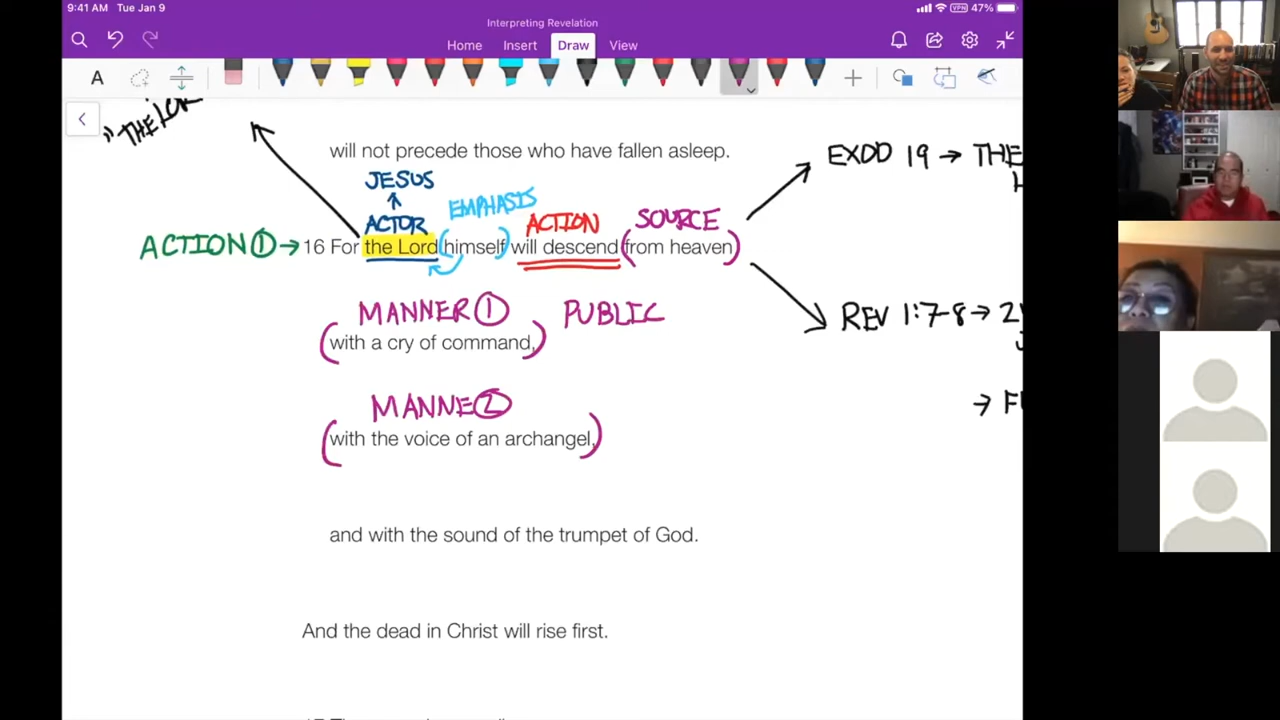 9:41 AM Tue Jan 9
VPN 47%
Interpreting Revelation
Home Insert Draw View
A
will not precede those who have fallen asleep.
EXOD 19 → THE
JESUS
EMPHASIS
ACTOR
ACTION
SOURCE
ACTION 1 → 16 For the Lord (himself) will descend (from heaven)
MANNER 1 PUBLIC
REV 1:7-8 →
(with a cry of command,)
MANNE 2
(with the voice of an archangel,)
and with the sound of the trumpet of God.
And the dead in Christ will rise first.